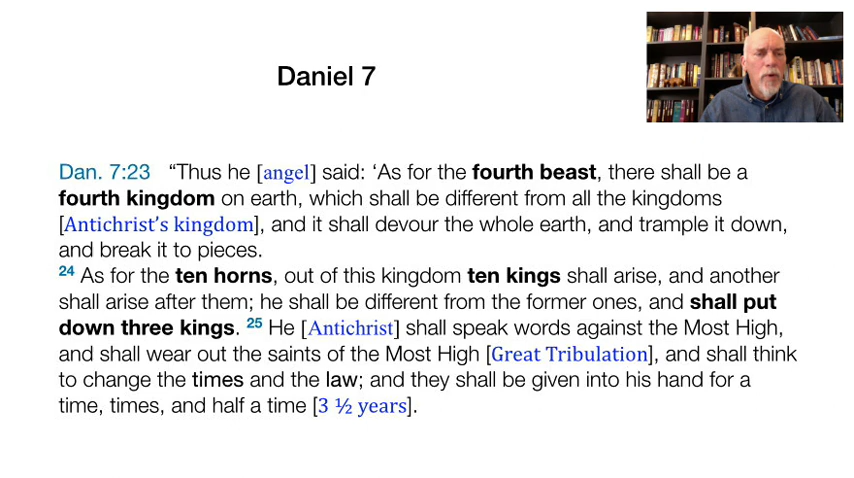 Daniel 7
Dan. 7:23 “Thus he [angel] said: ‘As for the fourth beast, there shall be a
fourth kingdom on earth, which shall be different from all the kingdoms
[Antichrist’s kingdom], and it shall devour the whole earth, and trample it down,
and break it to pieces.
24 As for the ten horns, out of this kingdom ten kings shall arise, and another
shall arise after them; he shall be different from the former ones, and shall put
down three kings. 25 He [Antichrist] shall speak words against the Most High,
and shall wear out the saints of the Most High [Great Tribulation], and shall think
to change the times and the law; and they shall be given into his hand for a
time, times, and half a time [3 ½ years].